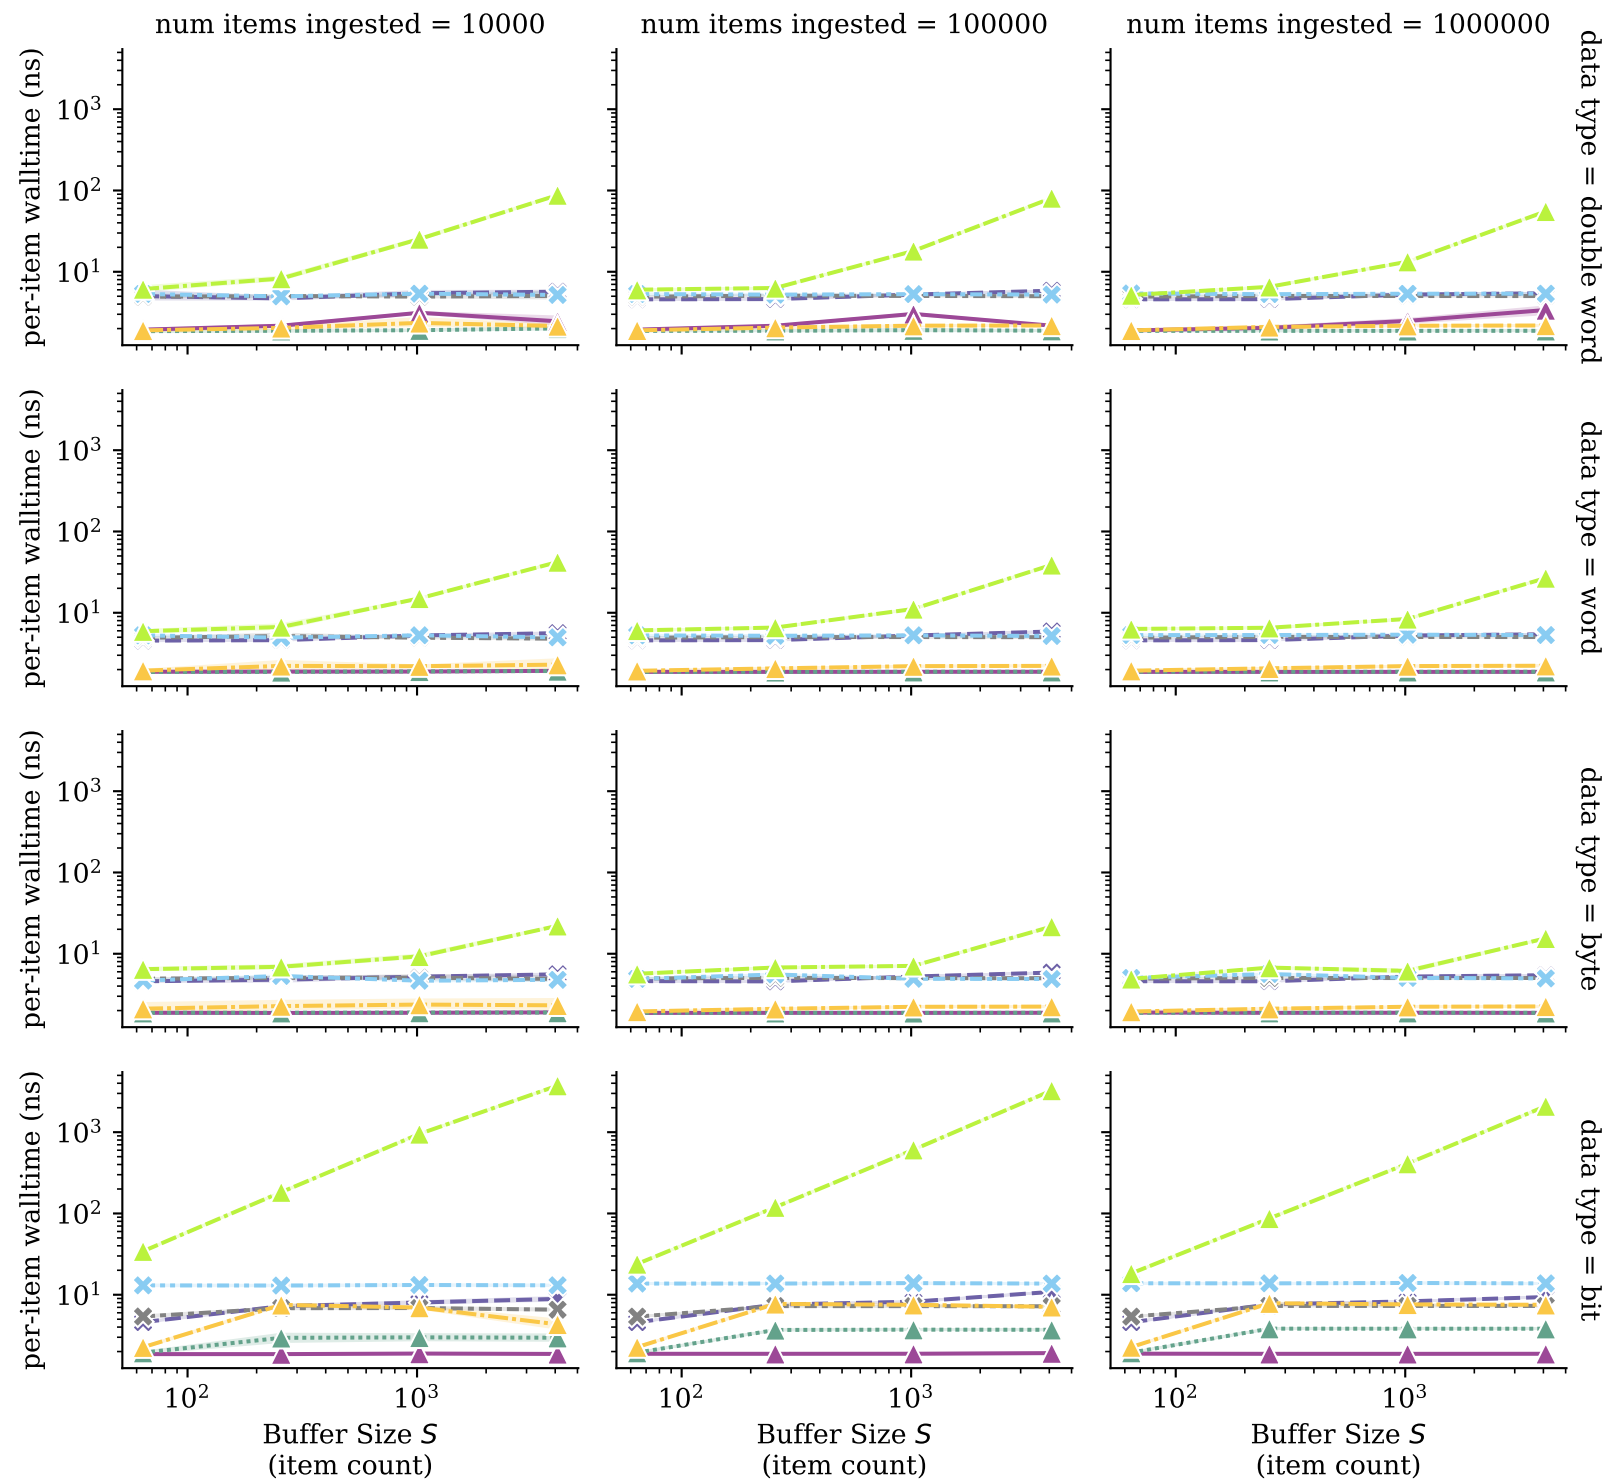 num items ingested = 10000
num items ingested = 100000
num items ingested = 1000000
per-item walltime (ns)
10³
10²
10¹
data type = double word
per-item walltime (ns)
10³
10²
10¹
data type = word
per-item walltime (ns)
10³
10²
10¹
data type = byte
per-item walltime (ns)
10³
10²
10¹
data type = bit
10² 10³
10² 10³
10² 10³
Buffer Size S
(item count)
Buffer Size S
(item count)
Buffer Size S
(item count)